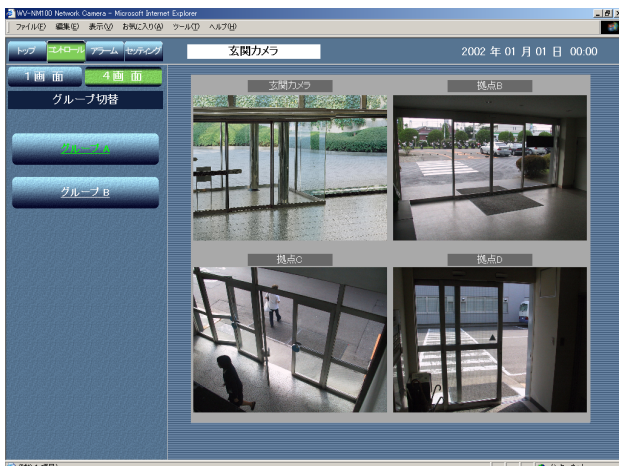 WV-NM100 Network Camera - Microsoft Internet Explorer
ファイル(F) 編集(E) 表示(V) お気に入り(A) ツール(T) ヘルプ(H)
トップ コントロール アラーム セッティング 玄関カメラ 2002 年 01 月 01 日 00:00
1 画 面 4 画 面
グループ切替
グループ A
グループ B
玄関カメラ 拠点B
拠点C 拠点D